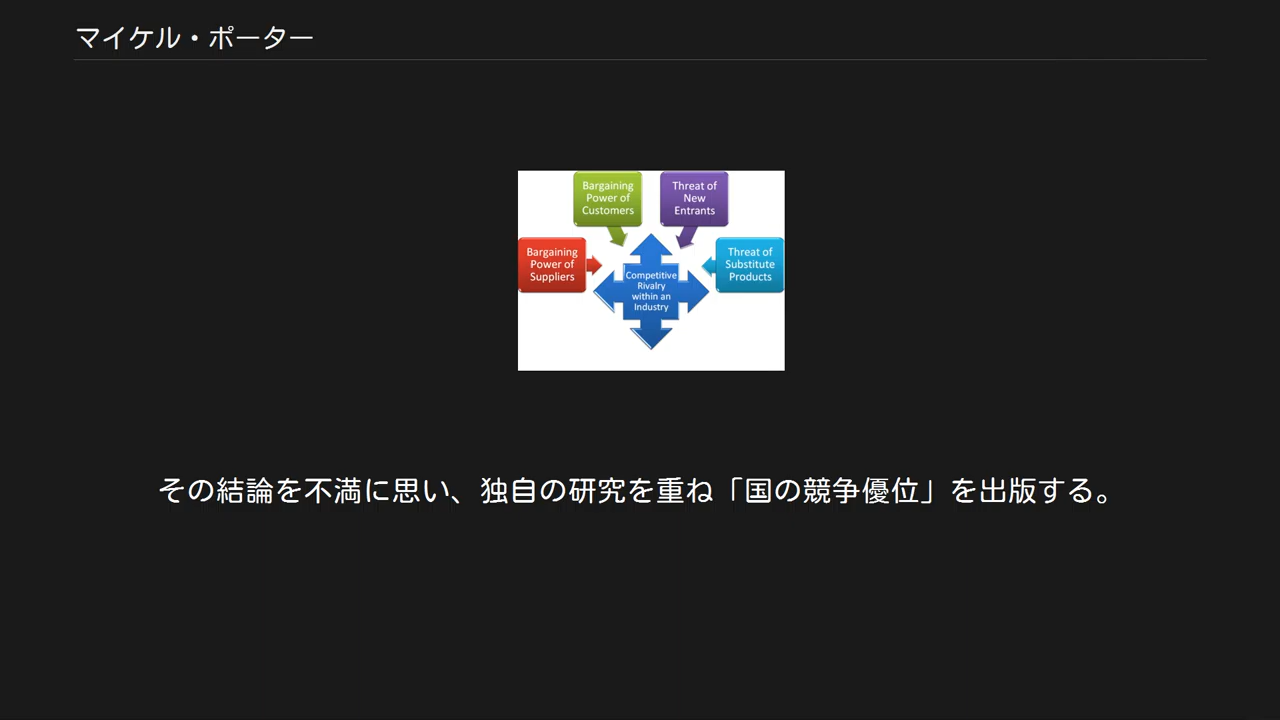 マイケル・ポーター
Bargaining
Power of
Customers
Threat of
New
Entrants
Bargaining
Power of
Suppliers
Threat of
Substitute
Products
Competitive
Rivalry
within an
Industry
その結論を不満に思い、独自の研究を重ね「国の競争優位」を出版する。